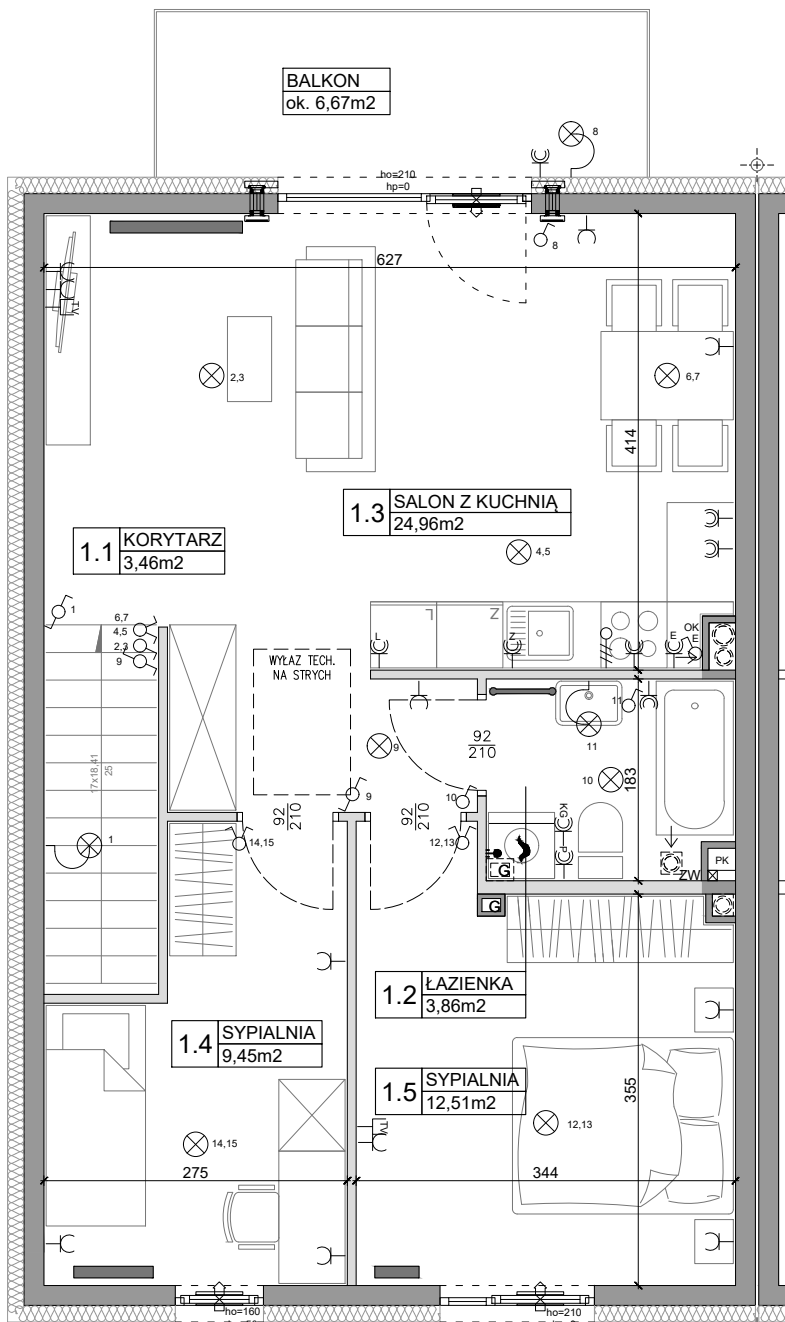 BALKON
ok. 6,67m2
8
ho=210
hp=0
8
627
TV
2,3
6,7
414
1.3 SALON Z KUCHNIĄ
24,96m2
1.1 KORYTARZ
3,46m2
4,5
1
6,7
4,5
2,3
9
L
Z
L
Z
E
OK
E
WYŁAZ TECH.
NA STRYCH
11
11
92
210
9
10
183
17x18,41
25
9
10
92
210
92
210
1
14,15
12,13
KG
P
G
ZW
PK
G
1.2 ŁAZIENKA
3,86m2
1.4 SYPIALNIA
9,45m2
1.5 SYPIALNIA
12,51m2
355
TV
12,13
14,15
275
344
ho=160
ho=210